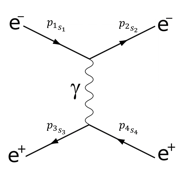 e⁻ p₁ₛ₁ p₂ₛ₂ e⁻
γ
e⁺ p₃ₛ₃ p₄ₛ₄ e⁺